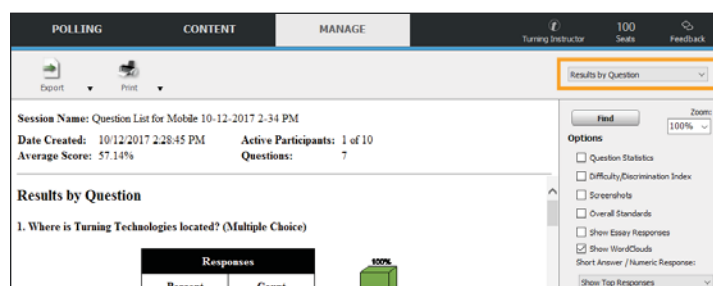 POLLING CONTENT MANAGE
Turning Instructor 100 Seats Feedback
Export Print
Results by Question
Session Name: Question List for Mobile 10-12-2017 2-34 PM
Date Created: 10/12/2017 2:28:45 PM Active Participants: 1 of 10
Average Score: 57.14% Questions: 7
Results by Question
1. Where is Turning Technologies located? (Multiple Choice)
Responses
Percent Count
100%
Find Zoom:
100%
Options
Question Statistics
Difficulty/Discrimination Index
Screenshots
Overall Standards
Show Essay Responses
Show WordClouds
Short Answer / Numeric Response:
Show Top Responses